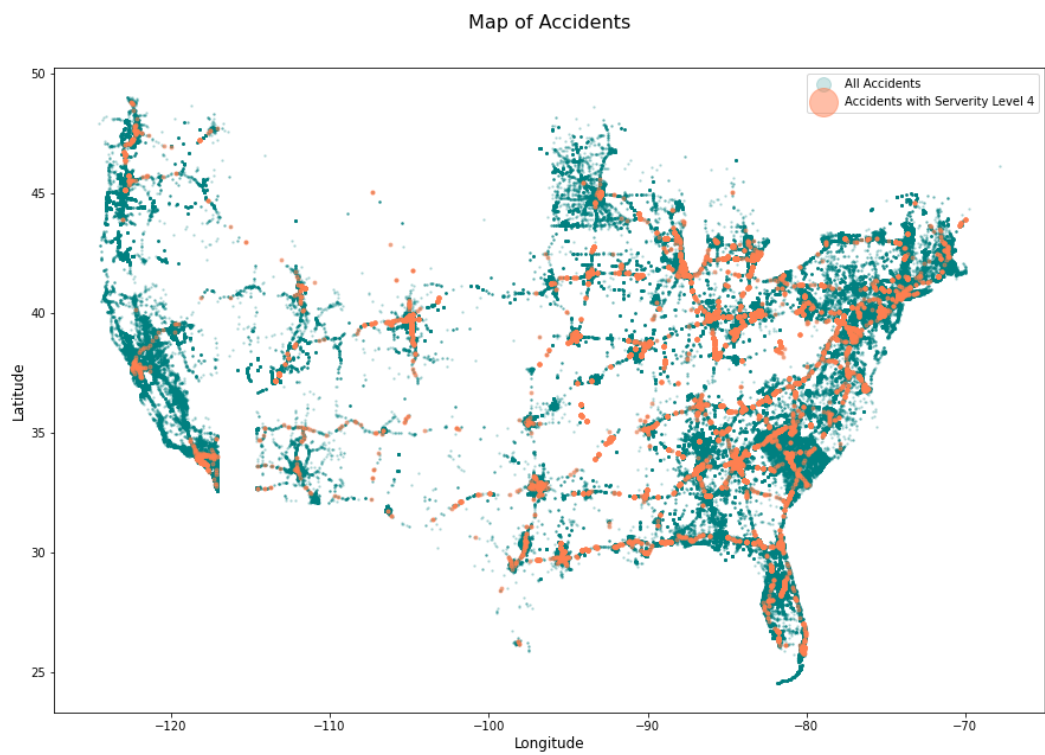 Map of Accidents
All Accidents
Accidents with Serverity Level 4
50
45
40
35
30
25
Latitude
−120
−110
−100
−90
−80
−70
Longitude